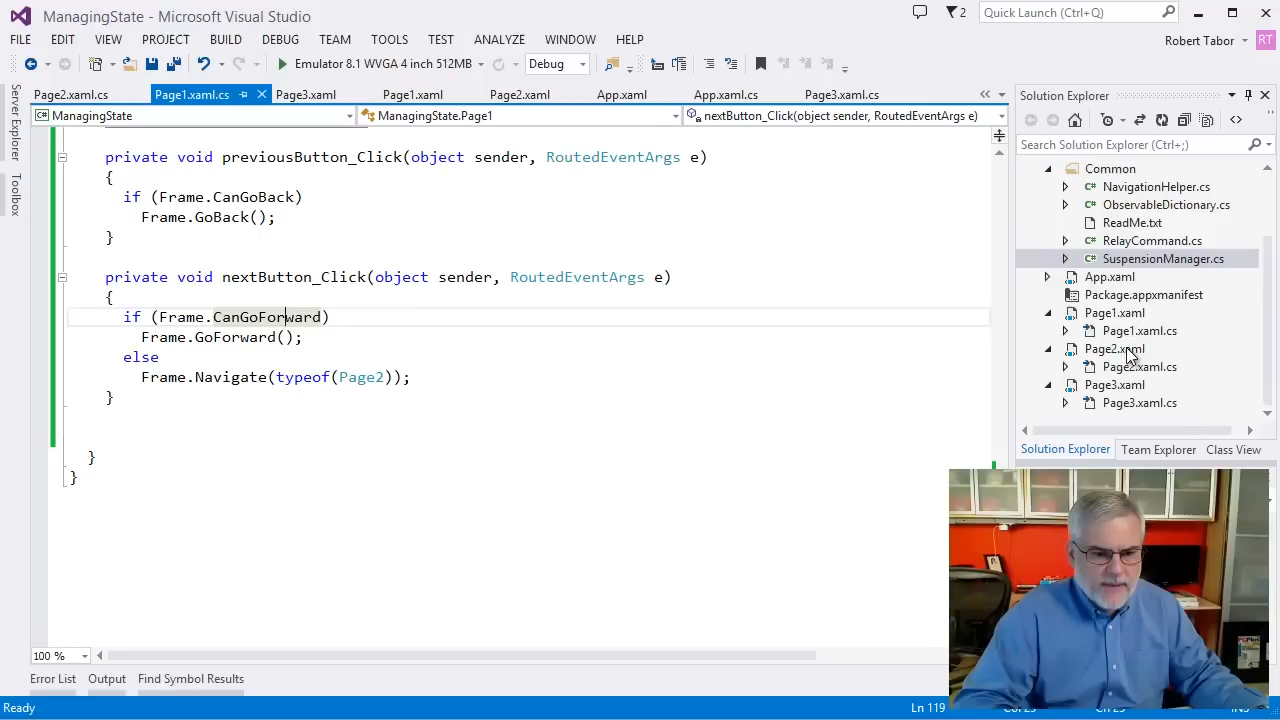 ManagingState - Microsoft Visual Studio
2
Quick Launch (Ctrl+Q)
FILE EDIT VIEW PROJECT BUILD DEBUG TEAM TOOLS TEST ANALYZE WINDOW HELP
Robert Tabor RT
Emulator 8.1 WVGA 4 inch 512MB Debug
Page2.xaml.cs Page1.xaml.cs Page3.xaml Page1.xaml Page2.xaml App.xaml App.xaml.cs Page3.xaml.cs
ManagingState ManagingState.Page1 nextButton_Click(object sender, RoutedEventArgs e)
Server Explorer
Toolbox
private void previousButton_Click(object sender, RoutedEventArgs e)
{
if (Frame.CanGoBack)
Frame.GoBack();
}
private void nextButton_Click(object sender, RoutedEventArgs e)
{
if (Frame.CanGoForward)
Frame.GoForward();
else
Frame.Navigate(typeof(Page2));
}
}
}
100 %
Error List Output Find Symbol Results
Ready
Ln 119
Solution Explorer
Search Solution Explorer (Ctrl+;)
Common
NavigationHelper.cs
ObservableDictionary.cs
ReadMe.txt
RelayCommand.cs
SuspensionManager.cs
App.xaml
Package.appxmanifest
Page1.xaml
Page1.xaml.cs
Page2.xaml
Page2.xaml.cs
Page3.xaml
Page3.xaml.cs
Solution Explorer Team Explorer Class View